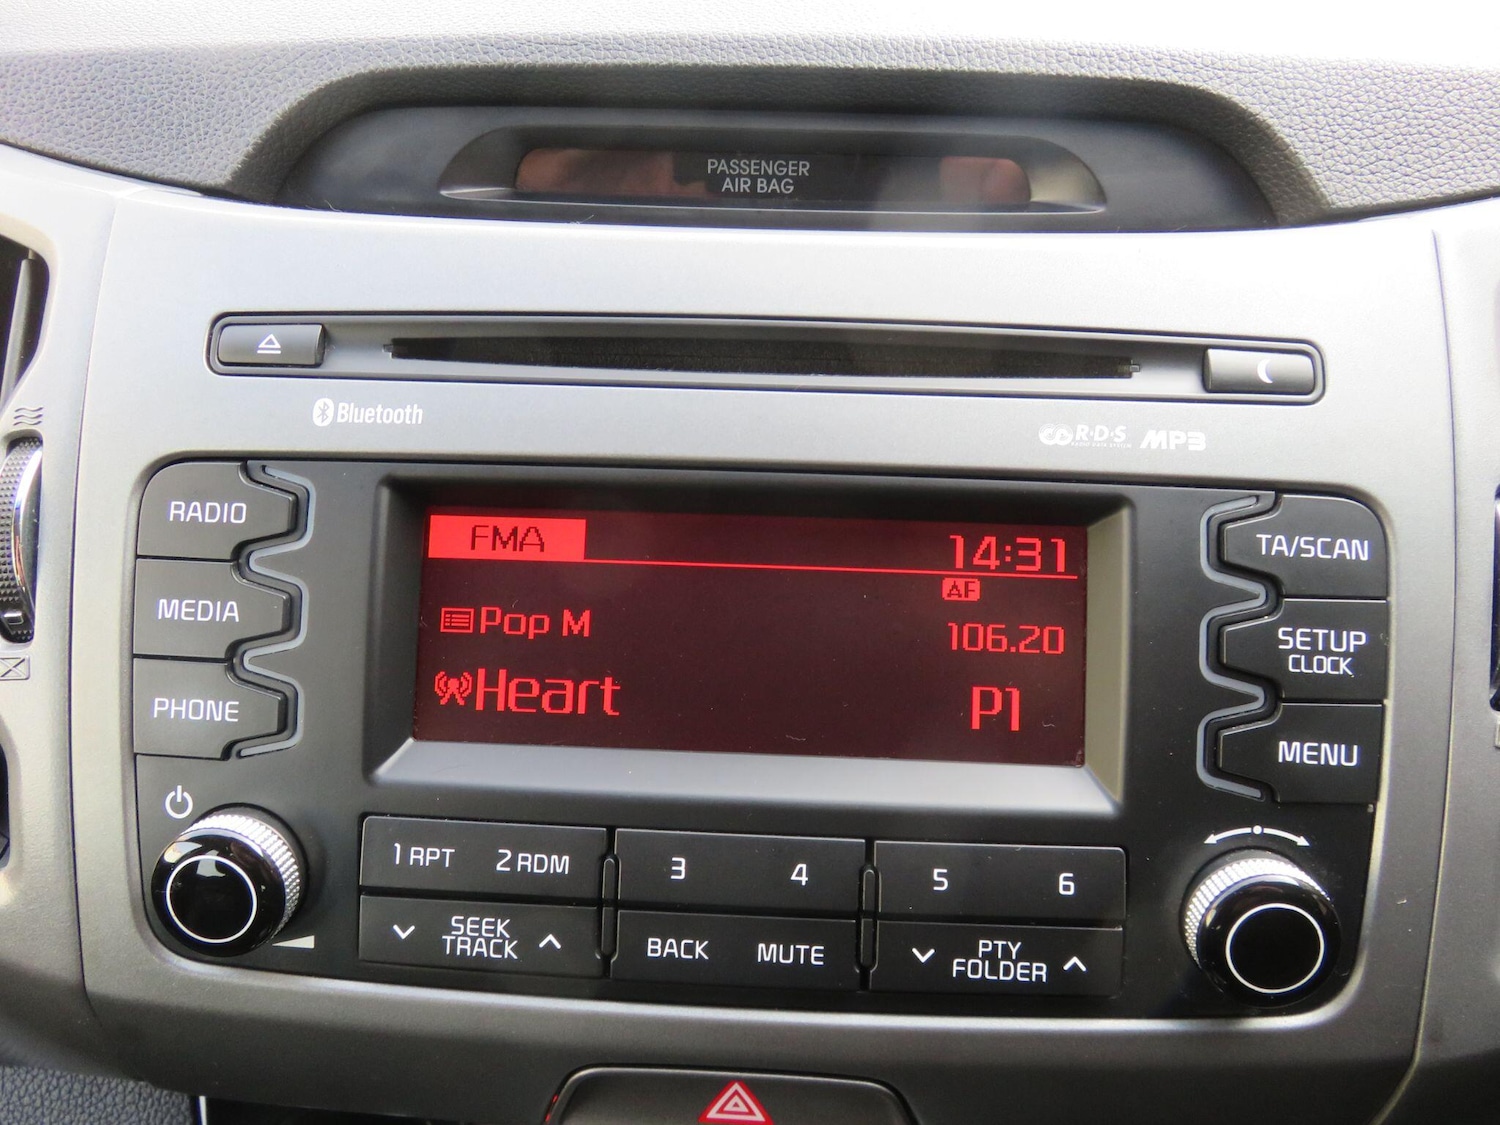 PASSENGER
AIR BAG
Bluetooth
R·D·S MP3
RADIO
MEDIA
PHONE
FMA 14:31
AF
Pop M 106.20
Heart P1
TA/SCAN
SETUP
CLOCK
MENU
1 RPT 2 RDM 3 4 5 6
SEEK
TRACK
BACK MUTE
PTY
FOLDER